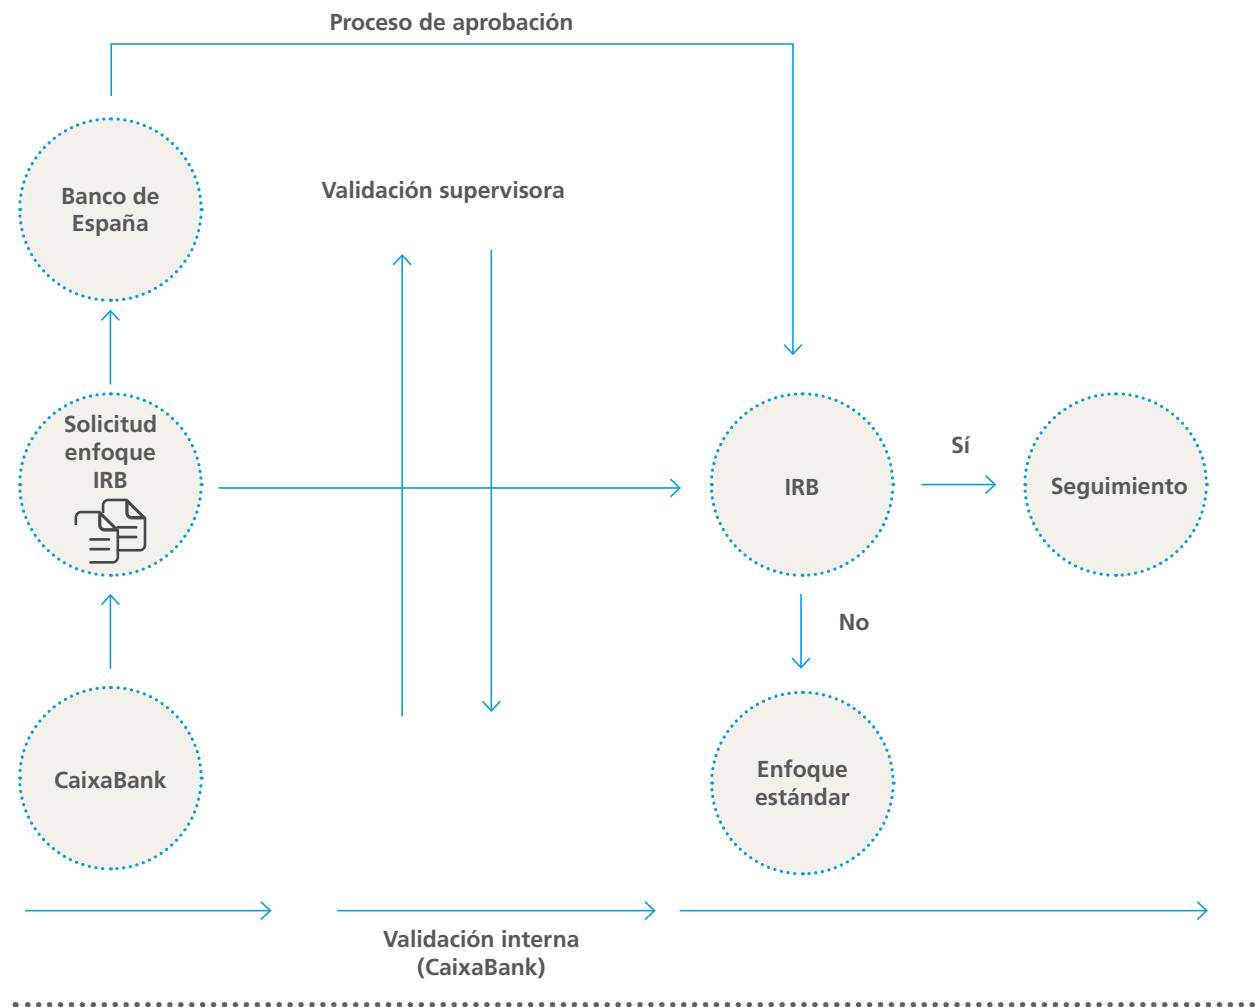 Proceso de aprobación
Banco de
España
Validación supervisora
Solicitud
enfoque
IRB
IRB
Sí
Seguimiento
No
CaixaBank
Enfoque
estándar
Validación interna
(CaixaBank)